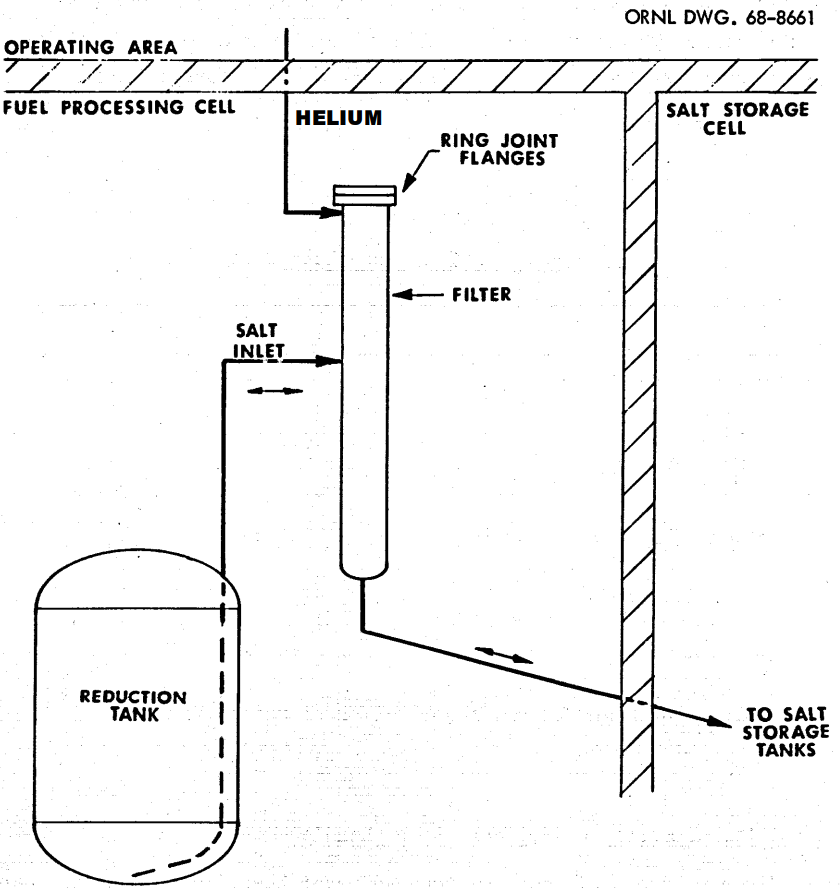 ORNL DWG. 68-8661
OPERATING AREA
FUEL PROCESSING CELL
HELIUM
SALT STORAGE
CELL
RING JOINT
FLANGES
FILTER
SALT
INLET
REDUCTION
TANK
TO SALT
STORAGE
TANKS